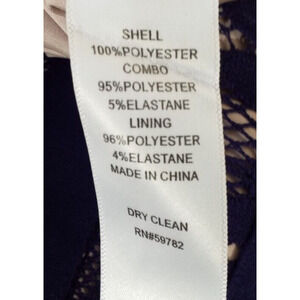 SHELL
100%POLYESTER
COMBO
95%POLYESTER
5%ELASTANE
LINING
96%POLYESTER
4%ELASTANE
MADE IN CHINA
DRY CLEAN
RN#59782